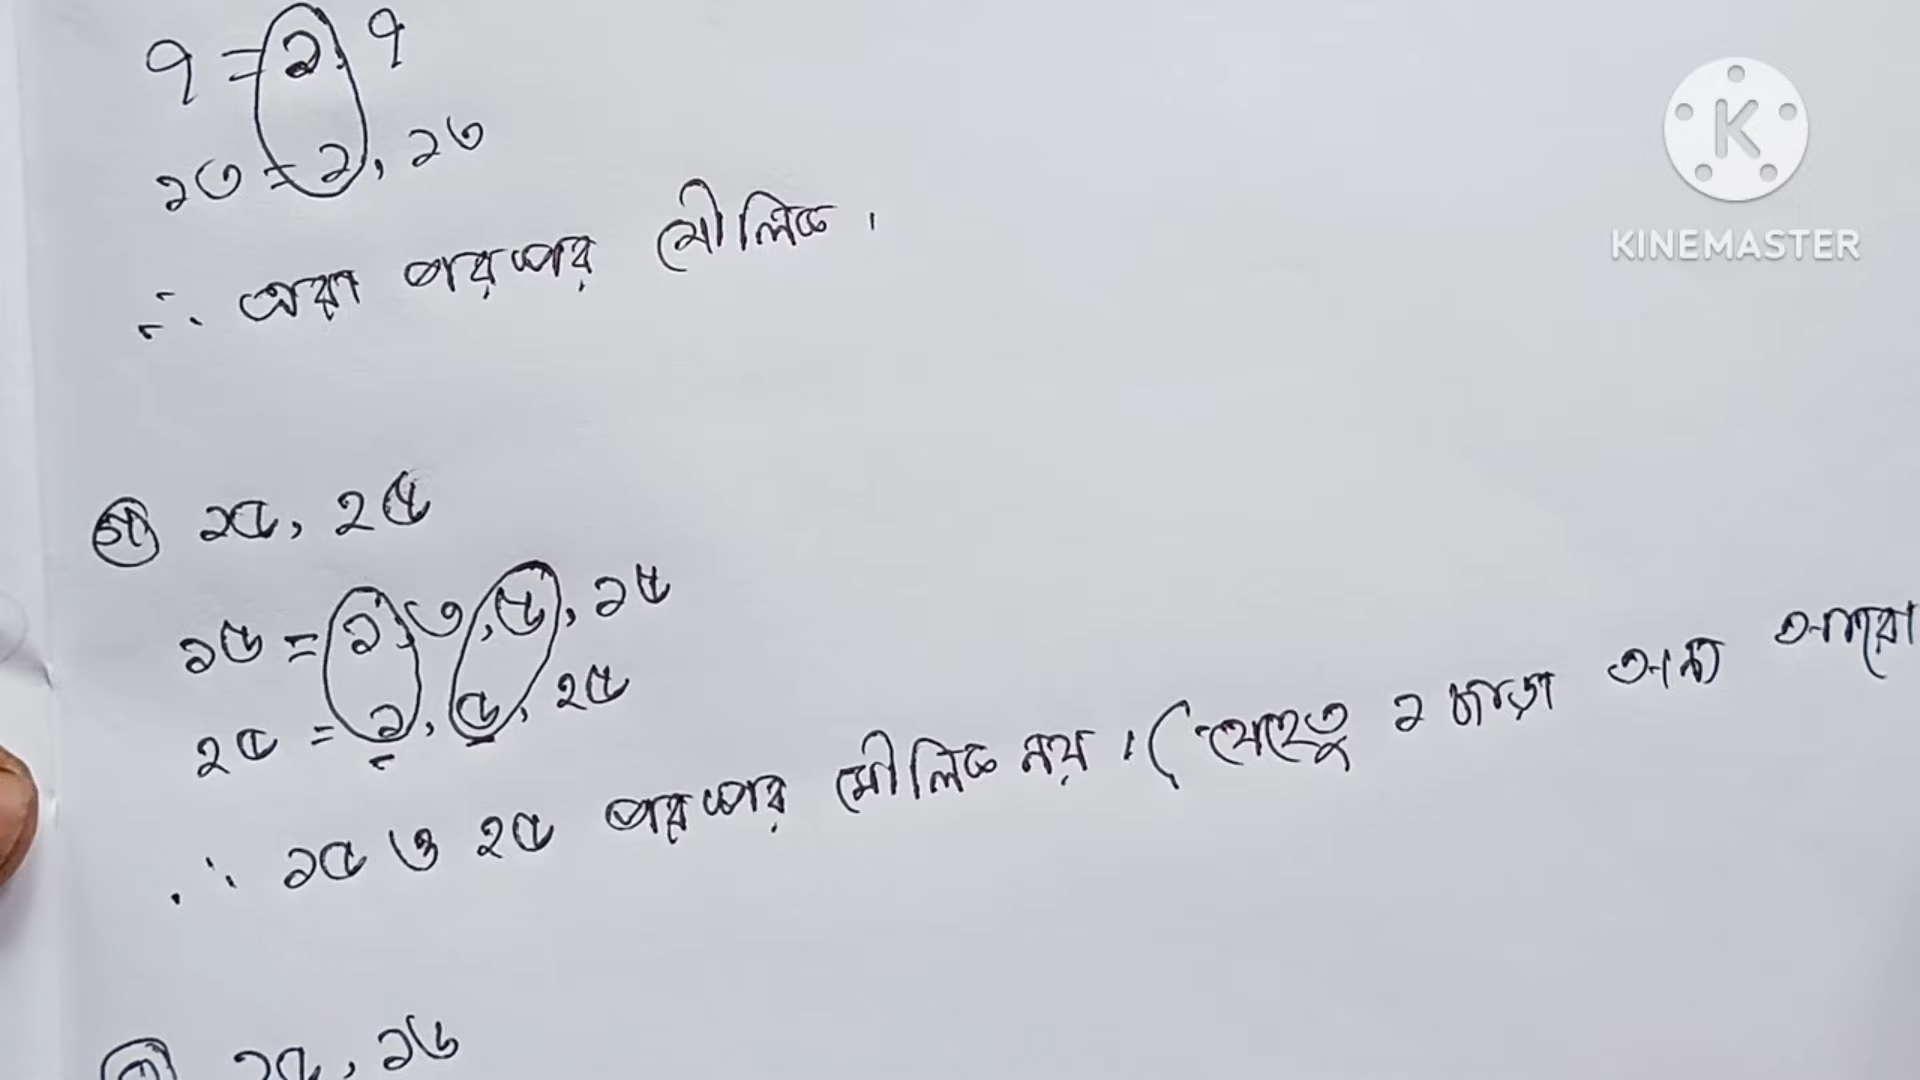 ৭ = ১, ৭
১৩ = ১, ১৩
∴ এরা পরস্পর মৌলিক।
KINEMASTER
১৫, ২৫
১৫ = ১, ৩, ৫, ১৫
২৫ = ১, ৫, ২৫
∴ ১৫ ও ২৫ পরস্পর মৌলিক নয়। (যেহেতু ১ ছাড়া অন্য আরো
১৫, ১৬